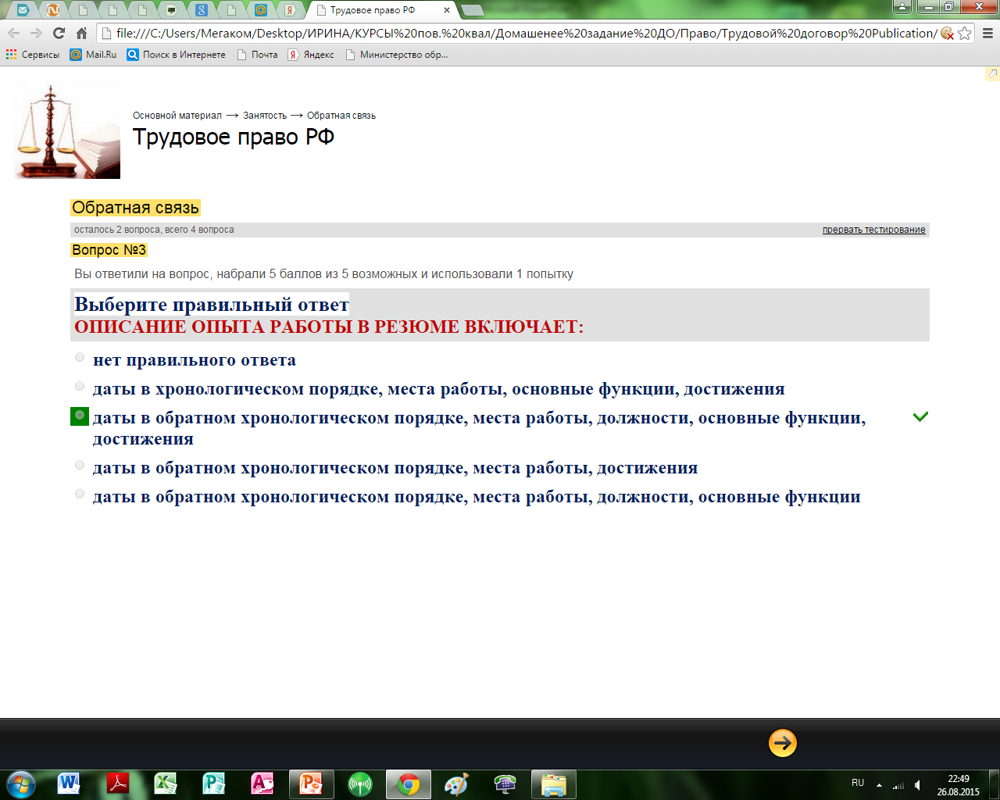 Трудовое право РФ
file:///C:/Users/Мегаком/Desktop/ИРИНА/КУРСЫ%20пов.%20квал/Домашенее%20задание%20ДО/Право/Трудовой%20договор%20Publication/
Сервисы Mail.Ru Поиск в Интернете Почта Яндекс Министерство обр...
Основной материал → Занятость → Обратная связь
Трудовое право РФ
Обратная связь
осталось 2 вопроса, всего 4 вопроса прервать тестирование
Вопрос №3
Вы ответили на вопрос, набрали 5 баллов из 5 возможных и использовали 1 попытку
Выберите правильный ответ
ОПИСАНИЕ ОПЫТА РАБОТЫ В РЕЗЮМЕ ВКЛЮЧАЕТ:
нет правильного ответа
даты в хронологическом порядке, места работы, основные функции, достижения
даты в обратном хронологическом порядке, места работы, должности, основные функции,
достижения
даты в обратном хронологическом порядке, места работы, достижения
даты в обратном хронологическом порядке, места работы, должности, основные функции
RU
22:49
26.08.2015